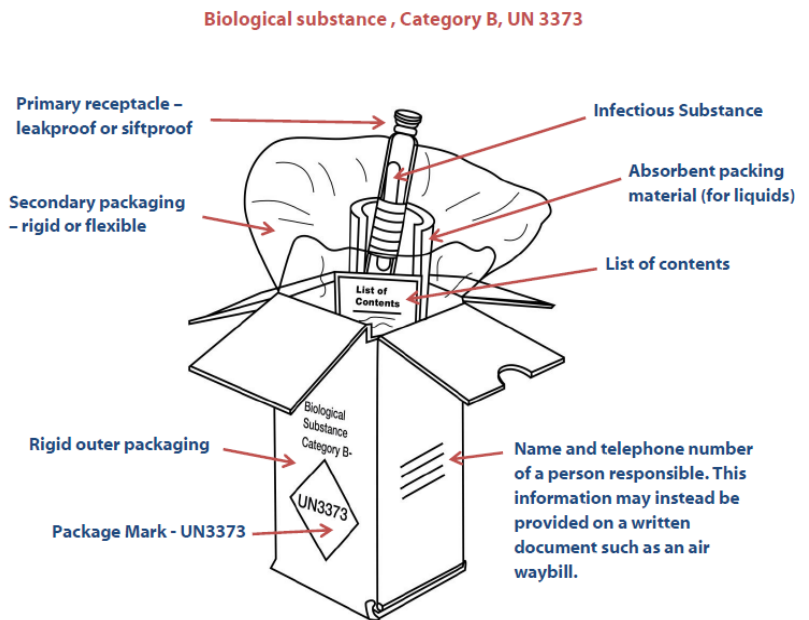 Biological substance , Category B, UN 3373
Primary receptacle –
leakproof or siftproof
Infectious Substance
Absorbent packing
material (for liquids)
Secondary packaging
– rigid or flexible
List of contents
List of
Contents
Biological
Substance
Category B-
Rigid outer packaging
Name and telephone number
of a person responsible. This
information may instead be
provided on a written
document such as an air
waybill.
UN3373
Package Mark - UN3373